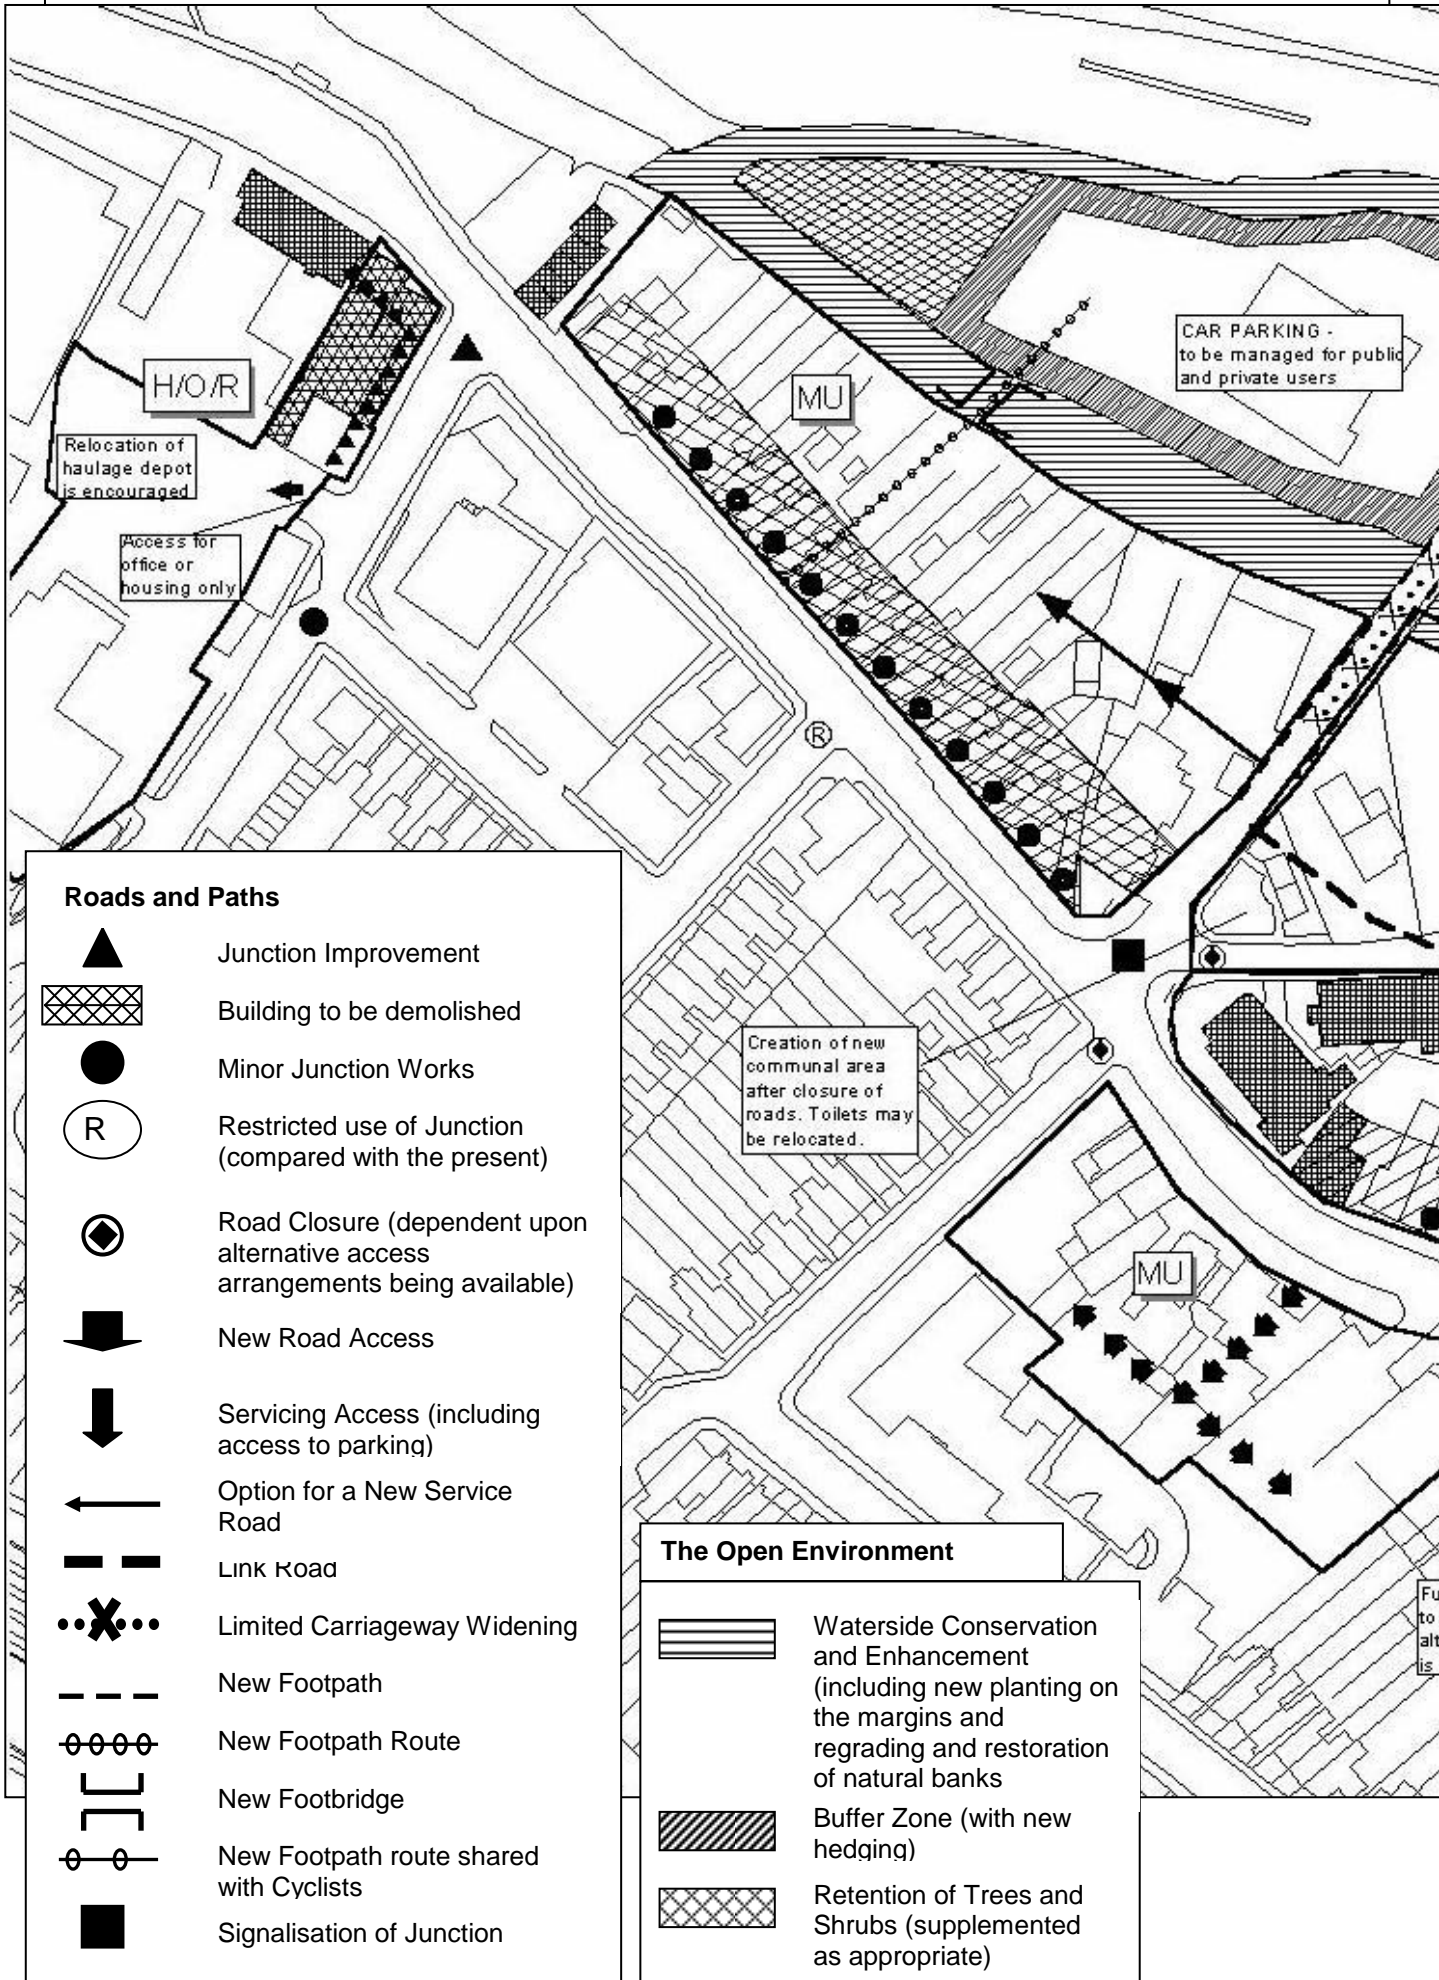 CAR PARKING -
to be managed for public
and private users
MU
H/O/R
Relocation of
haulage depot
is encouraged
Access for
office or
housing only
R
Creation of new
communal area
after closure of
roads. Toilets may
be relocated.
MU
Fu
to
alt
is
Roads and Paths
Junction Improvement
Building to be demolished
Minor Junction Works
R
Restricted use of Junction
(compared with the present)
Road Closure (dependent upon
alternative access
arrangements being available)
New Road Access
Servicing Access (including
access to parking)
Option for a New Service
Road
Link Road
Limited Carriageway Widening
New Footpath
New Footpath Route
New Footbridge
New Footpath route shared
with Cyclists
Signalisation of Junction
The Open Environment
Waterside Conservation
and Enhancement
(including new planting on
the margins and
regrading and restoration
of natural banks
Buffer Zone (with new
hedging)
Retention of Trees and
Shrubs (supplemented
as appropriate)